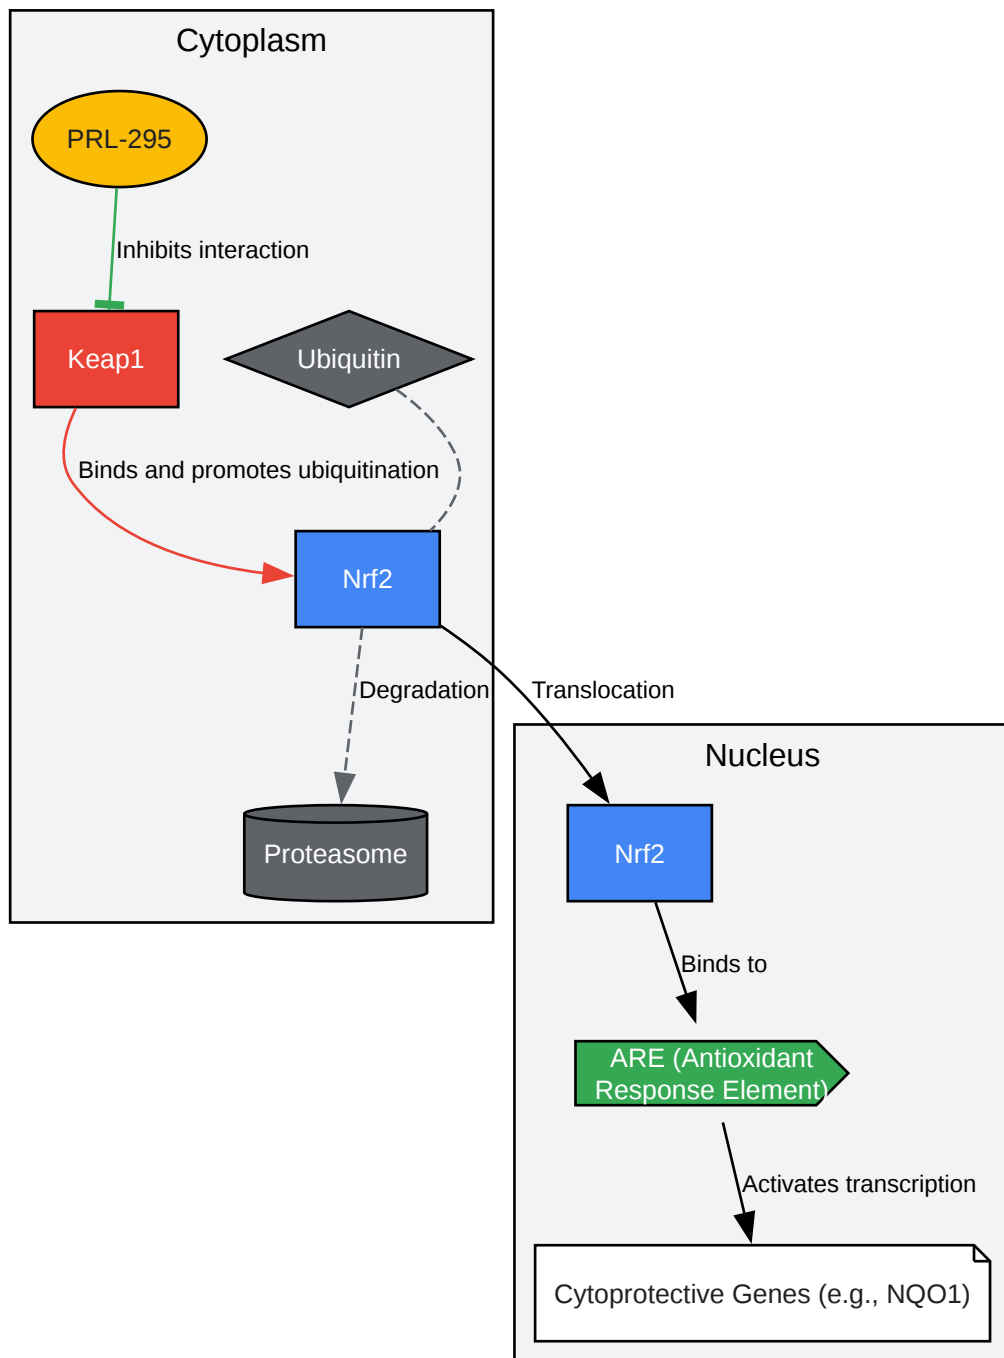 Cytoplasm
PRL-295
Inhibits interaction
Keap1
Ubiquitin
Binds and promotes ubiquitination
Nrf2
Degradation
Translocation
Proteasome
Nucleus
Nrf2
Binds to
ARE (Antioxidant
Response Element)
Activates transcription
Cytoprotective Genes (e.g., NQO1)